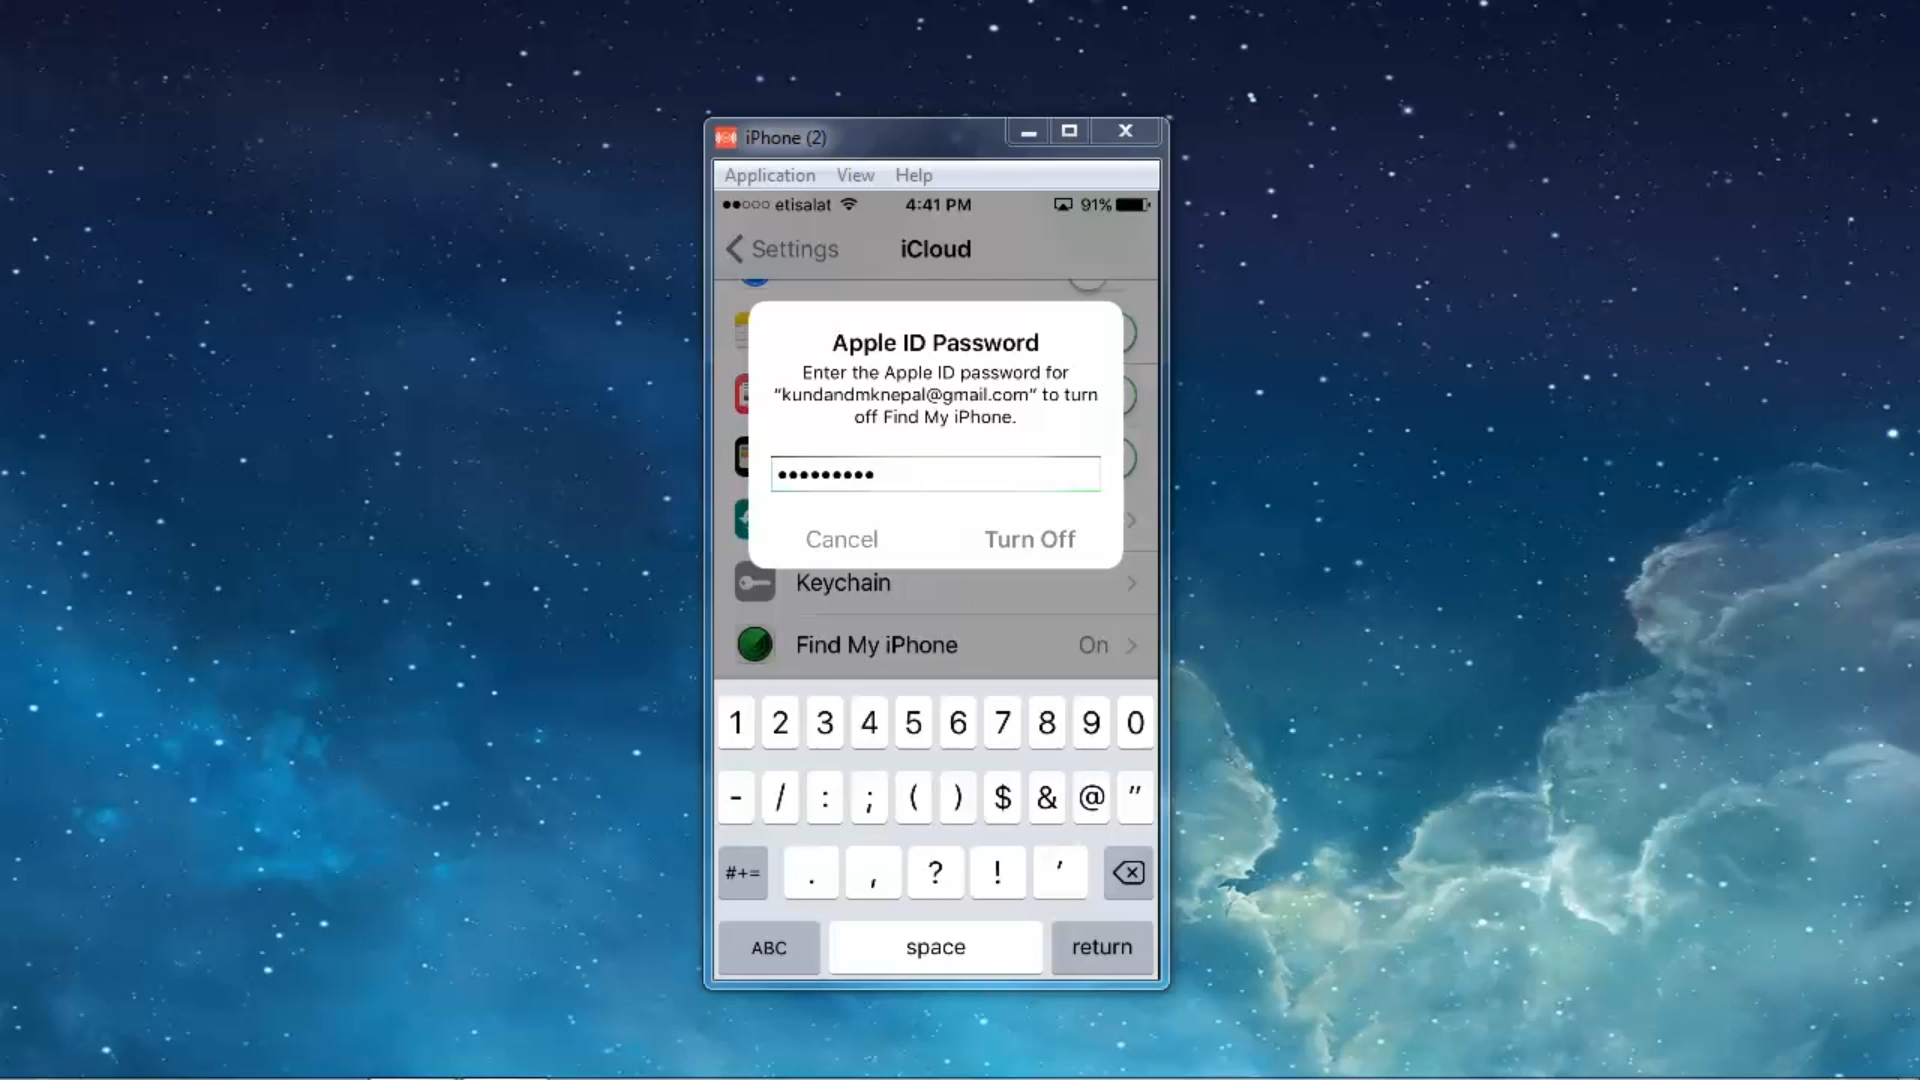 iPhone (2)
Application View Help
etisalat 4:41 PM 91%
Settings iCloud
Apple ID Password
Enter the Apple ID password for
“kundandmknepal@gmail.com” to turn
off Find My iPhone.
•••••••••
Cancel Turn Off
Keychain
Find My iPhone On
1 2 3 4 5 6 7 8 9 0
- / : ; ( ) $ & @ "
#+= . , ? ! '
ABC space return